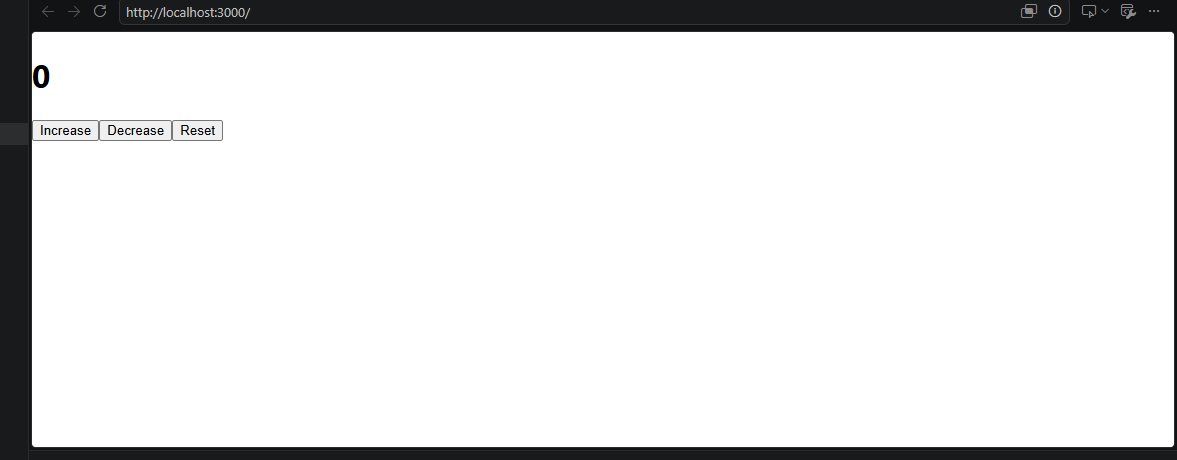 http://localhost:3000/
0
Increase Decrease Reset